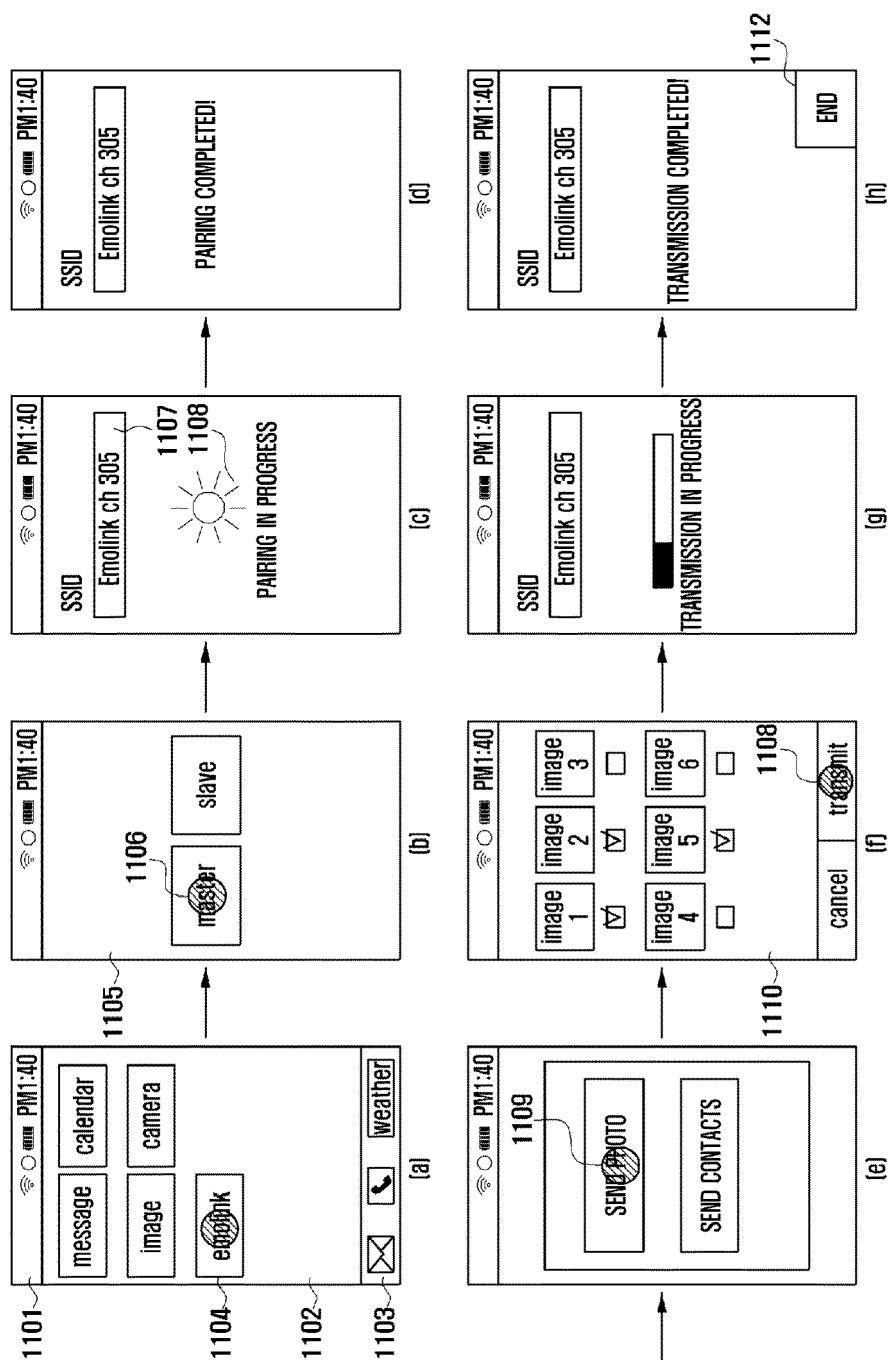 1101
PM1:40
message
calendar
image
camera
emolink
1104
1102
1103
weather
(a)
PM1:40
1105
1106
master
slave
(b)
PM1:40
SSID
Emolink ch 305
1107
1108
PAIRING IN PROGRESS
(c)
PM1:40
SSID
Emolink ch 305
PAIRING COMPLETED!
(d)
PM1:40
1109
SEND PHOTO
SEND CONTACTS
(e)
PM1:40
image 1
image 2
image 3
image 4
image 5
image 6
1108
1110
cancel
transmit
(f)
PM1:40
SSID
Emolink ch 305
TRANSMISSION IN PROGRESS
(g)
PM1:40
SSID
Emolink ch 305
TRANSMISSION COMPLETED!
1112
END
(h)